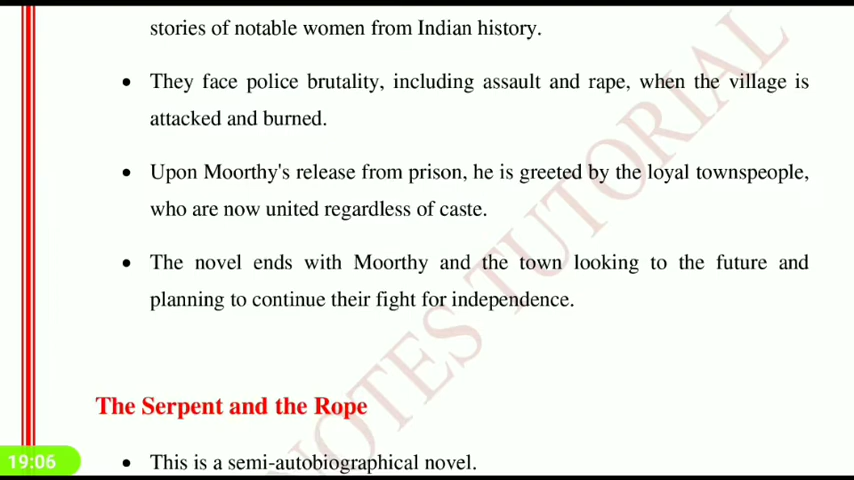 stories of notable women from Indian history.
• They face police brutality, including assault and rape, when the village is
attacked and burned.
• Upon Moorthy's release from prison, he is greeted by the loyal townspeople,
who are now united regardless of caste.
• The novel ends with Moorthy and the town looking to the future and
planning to continue their fight for independence.
The Serpent and the Rope
• This is a semi-autobiographical novel.
NOTES TUTORIAL
19:06